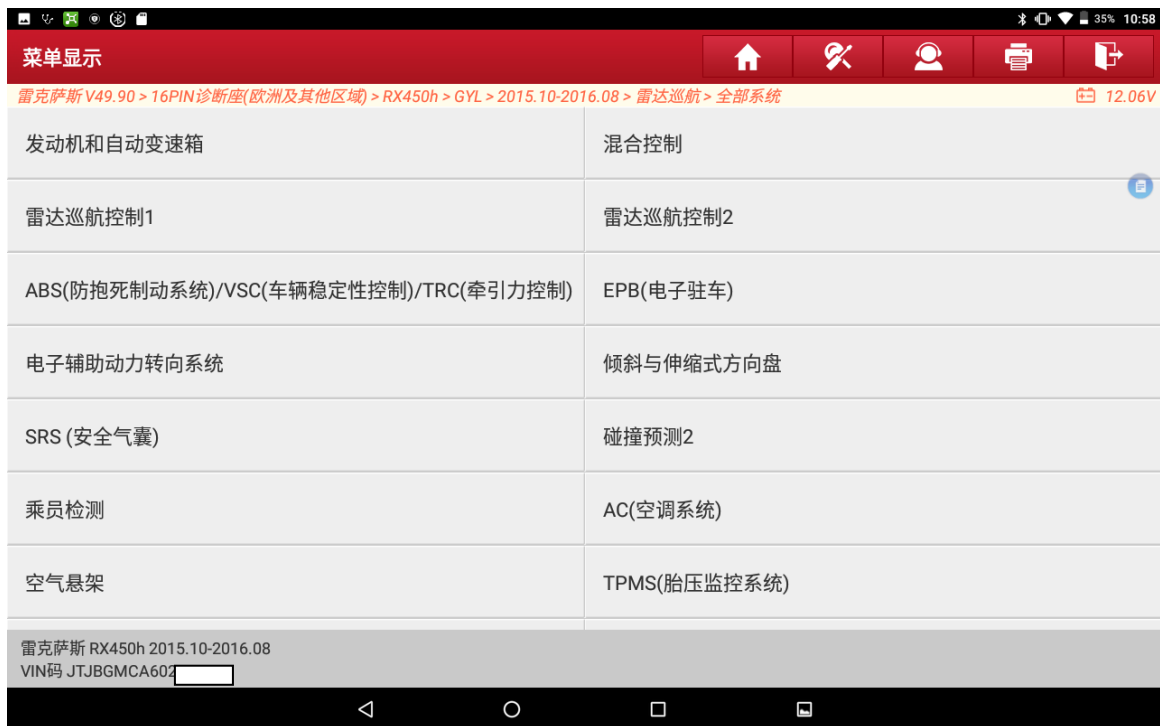 35% 10:58
菜单显示
雷克萨斯 V49.90 > 16PIN诊断座(欧洲及其他区域) > RX450h > GYL > 2015.10-2016.08 > 雷达巡航 > 全部系统 12.06V
发动机和自动变速箱 混合控制
雷达巡航控制1 雷达巡航控制2
ABS(防抱死制动系统)/VSC(车辆稳定性控制)/TRC(牵引力控制) EPB(电子驻车)
电子辅助动力转向系统 倾斜与伸缩式方向盘
SRS (安全气囊) 碰撞预测2
乘员检测 AC(空调系统)
空气悬架 TPMS(胎压监控系统)
雷克萨斯 RX450h 2015.10-2016.08
VIN码 JTJBGMCA602